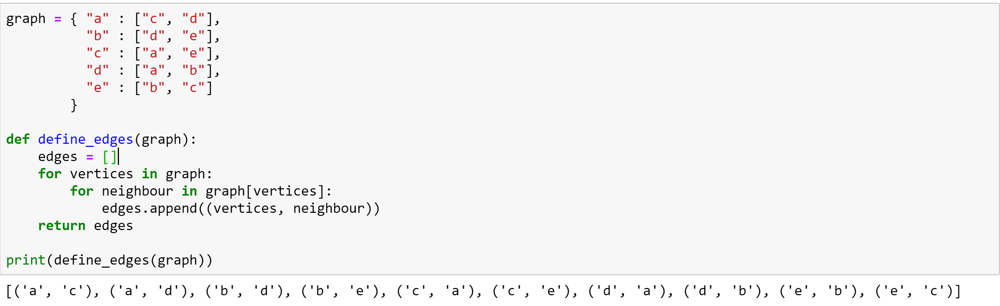 graph = { "a" : ["c", "d"],
          "b" : ["d", "e"],
          "c" : ["a", "e"],
          "d" : ["a", "b"],
          "e" : ["b", "c"]
        }

def define_edges(graph):
    edges = []
    for vertices in graph:
        for neighbour in graph[vertices]:
            edges.append((vertices, neighbour))
    return edges

print(define_edges(graph))
[('a', 'c'), ('a', 'd'), ('b', 'd'), ('b', 'e'), ('c', 'a'), ('c', 'e'), ('d', 'a'), ('d', 'b'), ('e', 'b'), ('e', 'c')]